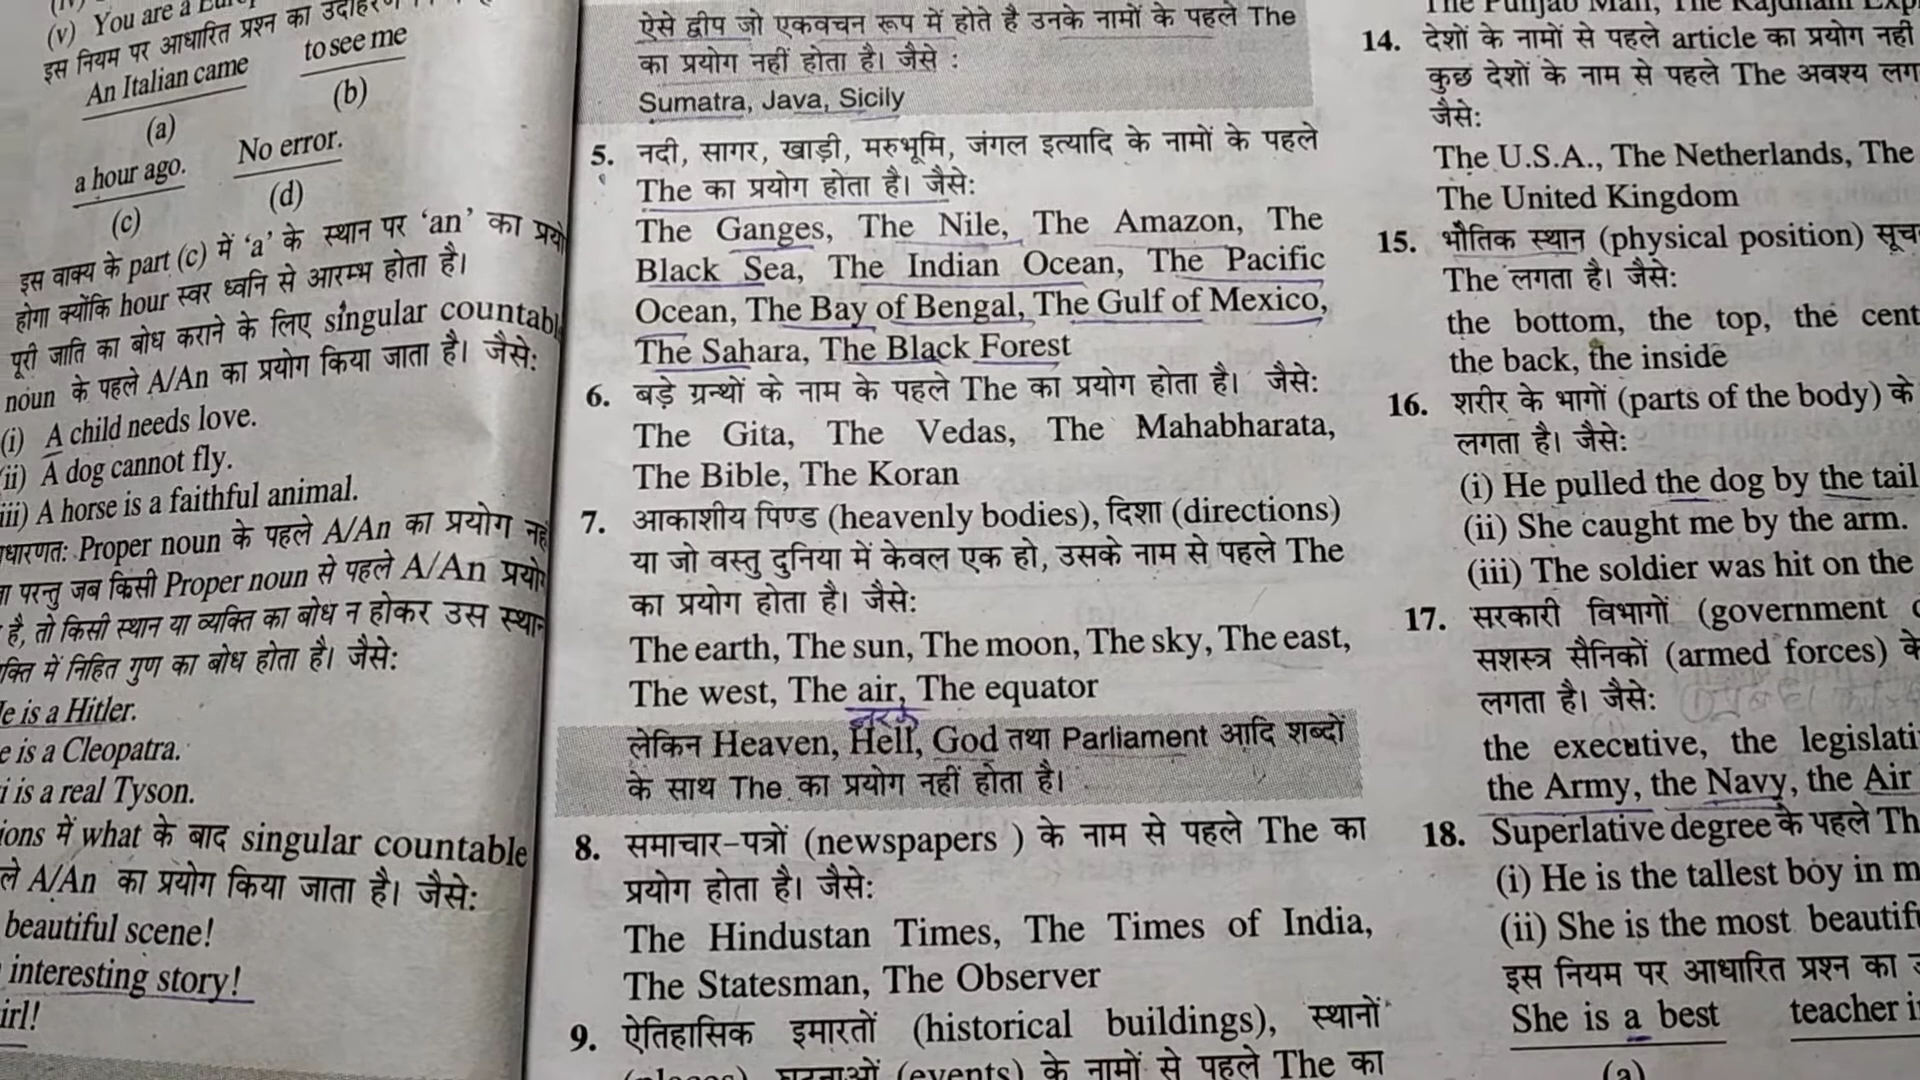 (v) You are a
इस नियम पर आधारित प्रश्न का उदाहरण
An Italian came to see me
(a) (b)
a hour ago. No error.
(c) (d)
इस वाक्य के part (c) में ‘a’ के स्थान पर ‘an’ का
होगा क्योंकि hour स्वर ध्वनि से आरम्भ होता है।
पूरी जाति का बोध कराने के लिए singular
noun के पहले A/An का प्रयोग किया जाता है। जैसे:
(i) A child needs love.
ii) A dog cannot fly.
iii) A horse is a faithful animal.
Proper noun के पहले A/An का प्रयोग
परन्तु जब किसी Proper noun से पहले A/An
है, तो किसी स्थान या व्यक्ति का बोध न होकर उस
में निहित गुण का बोध होता है। जैसे:
is a Hitler.
is a Cleopatra.
is a real Tyson.
में what के बाद singular countable
A/An का प्रयोग किया जाता है। जैसे:
beautiful scene!
interesting story!
ऐसे द्वीप जो एकवचन रूप में होते है उनके नामों के पहले The
का प्रयोग नहीं होता है। जैसे :
Sumatra, Java, Sicily
5. नदी, सागर, खाड़ी, मरुभूमि, जंगल इत्यादि के नामों के पहले
The का प्रयोग होता है। जैसे:
The Ganges, The Nile, The Amazon, The
Black Sea, The Indian Ocean, The Pacific
Ocean, The Bay of Bengal, The Gulf of Mexico,
The Sahara, The Black Forest
6. बड़े ग्रन्थों के नाम के पहले The का प्रयोग होता है। जैसे:
The Gita, The Vedas, The Mahabharata,
The Bible, The Koran
7. आकाशीय पिण्ड (heavenly bodies), दिशा (directions)
या जो वस्तु दुनिया में केवल एक हो, उसके नाम से पहले The
का प्रयोग होता है। जैसे:
The earth, The sun, The moon, The sky, The east,
The west, The air, The equator
नरक
लेकिन Heaven, Hell, God तथा Parliament आदि शब्दों
के साथ The का प्रयोग नहीं होता है।
8. समाचार-पत्रों (newspapers ) के नाम से पहले The का
प्रयोग होता है। जैसे:
The Hindustan Times, The Times of India,
The Statesman, The Observer
9. ऐतिहासिक इमारतों (historical buildings), स्थानों
(places), घटनाओं (events) के नामों से पहले The का
The Punjab Mail, The
14. देशों के नामों से पहले article का प्रयोग नहीं
कुछ देशों के नाम से पहले The अवश्य
जैसे:
The U.S.A., The Netherlands, The
The United Kingdom
15. भौतिक स्थान (physical position)
The लगता है। जैसे:
the bottom, the top, the
the back, the inside
16. शरीर के भागों (parts of the body) के
लगता है। जैसे:
(i) He pulled the dog by the tail
(ii) She caught me by the arm.
(iii) The soldier was hit on the
17. सरकारी विभागों (government
सशस्त्र सैनिकों (armed forces) के
लगता है। जैसे:
the executive, the
the Army, the Navy, the Air
18. Superlative degree के पहले
(i) He is the tallest boy in
(ii) She is the most
इस नियम पर आधारित प्रश्न का
She is a best teacher
(a)